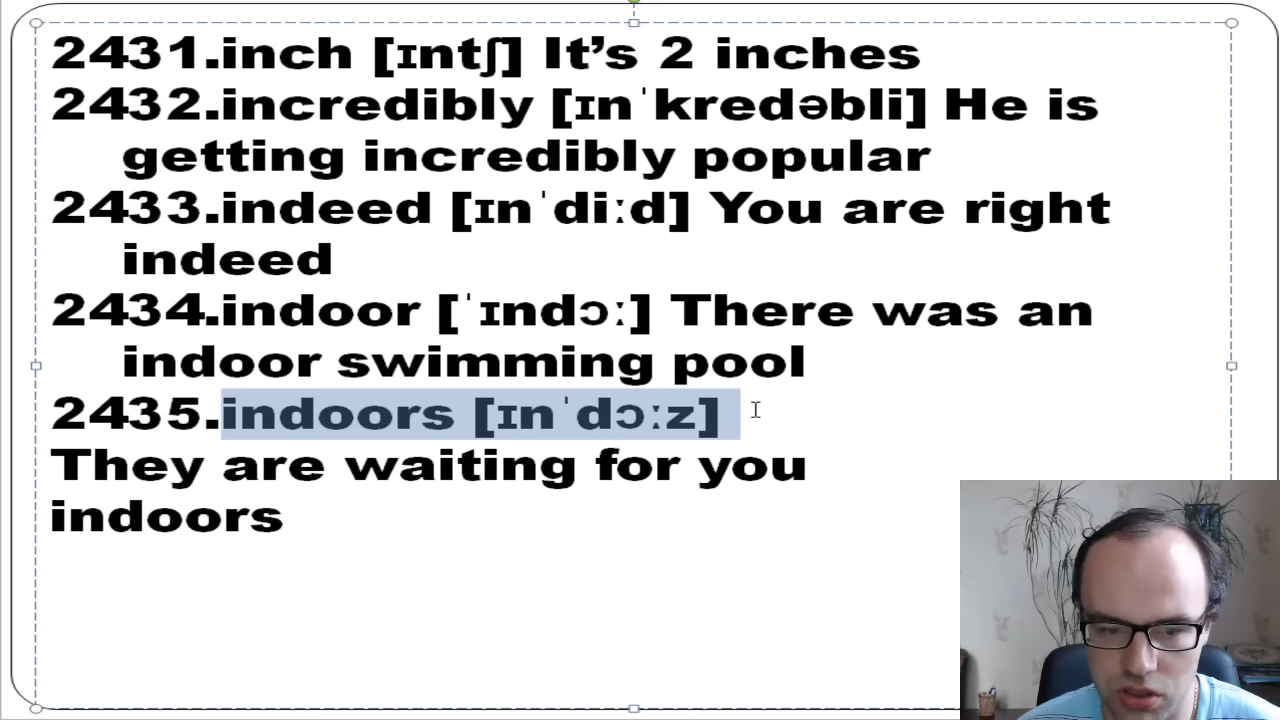 2431.inch [ɪntʃ] It’s 2 inches
2432.incredibly [ɪnˈkredəbli] He is
getting incredibly popular
2433.indeed [ɪnˈdiːd] You are right
indeed
2434.indoor [ˈɪndɔː] There was an
indoor swimming pool
2435.indoors [ɪnˈdɔːz]
They are waiting for you
indoors